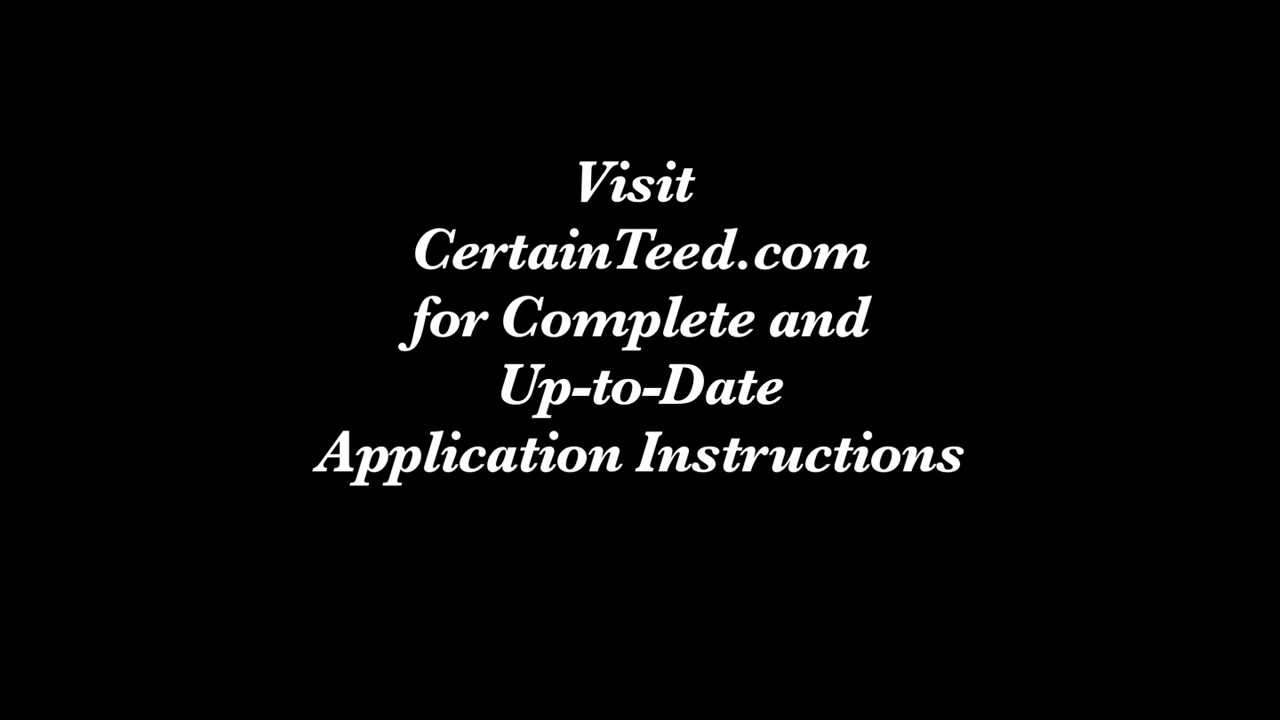 Visit
CertainTeed.com
for Complete and
Up-to-Date
Application Instructions